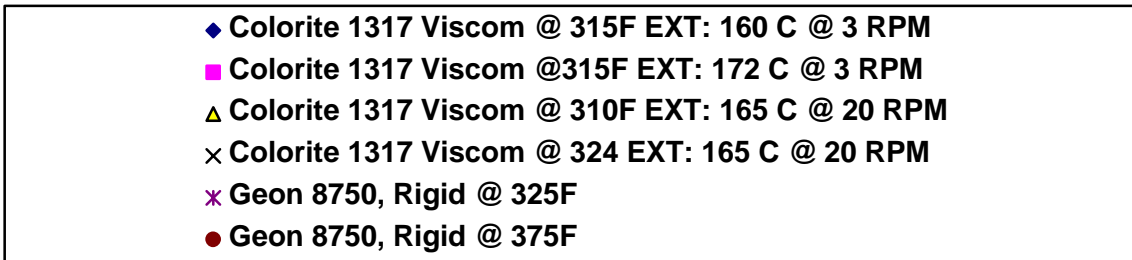 Colorite 1317 Viscom @ 315F EXT: 160 C @ 3 RPM
Colorite 1317 Viscom @315F EXT: 172 C @ 3 RPM
Colorite 1317 Viscom @ 310F EXT: 165 C @ 20 RPM
Colorite 1317 Viscom @ 324 EXT: 165 C @ 20 RPM
Geon 8750, Rigid @ 325F
Geon 8750, Rigid @ 375F